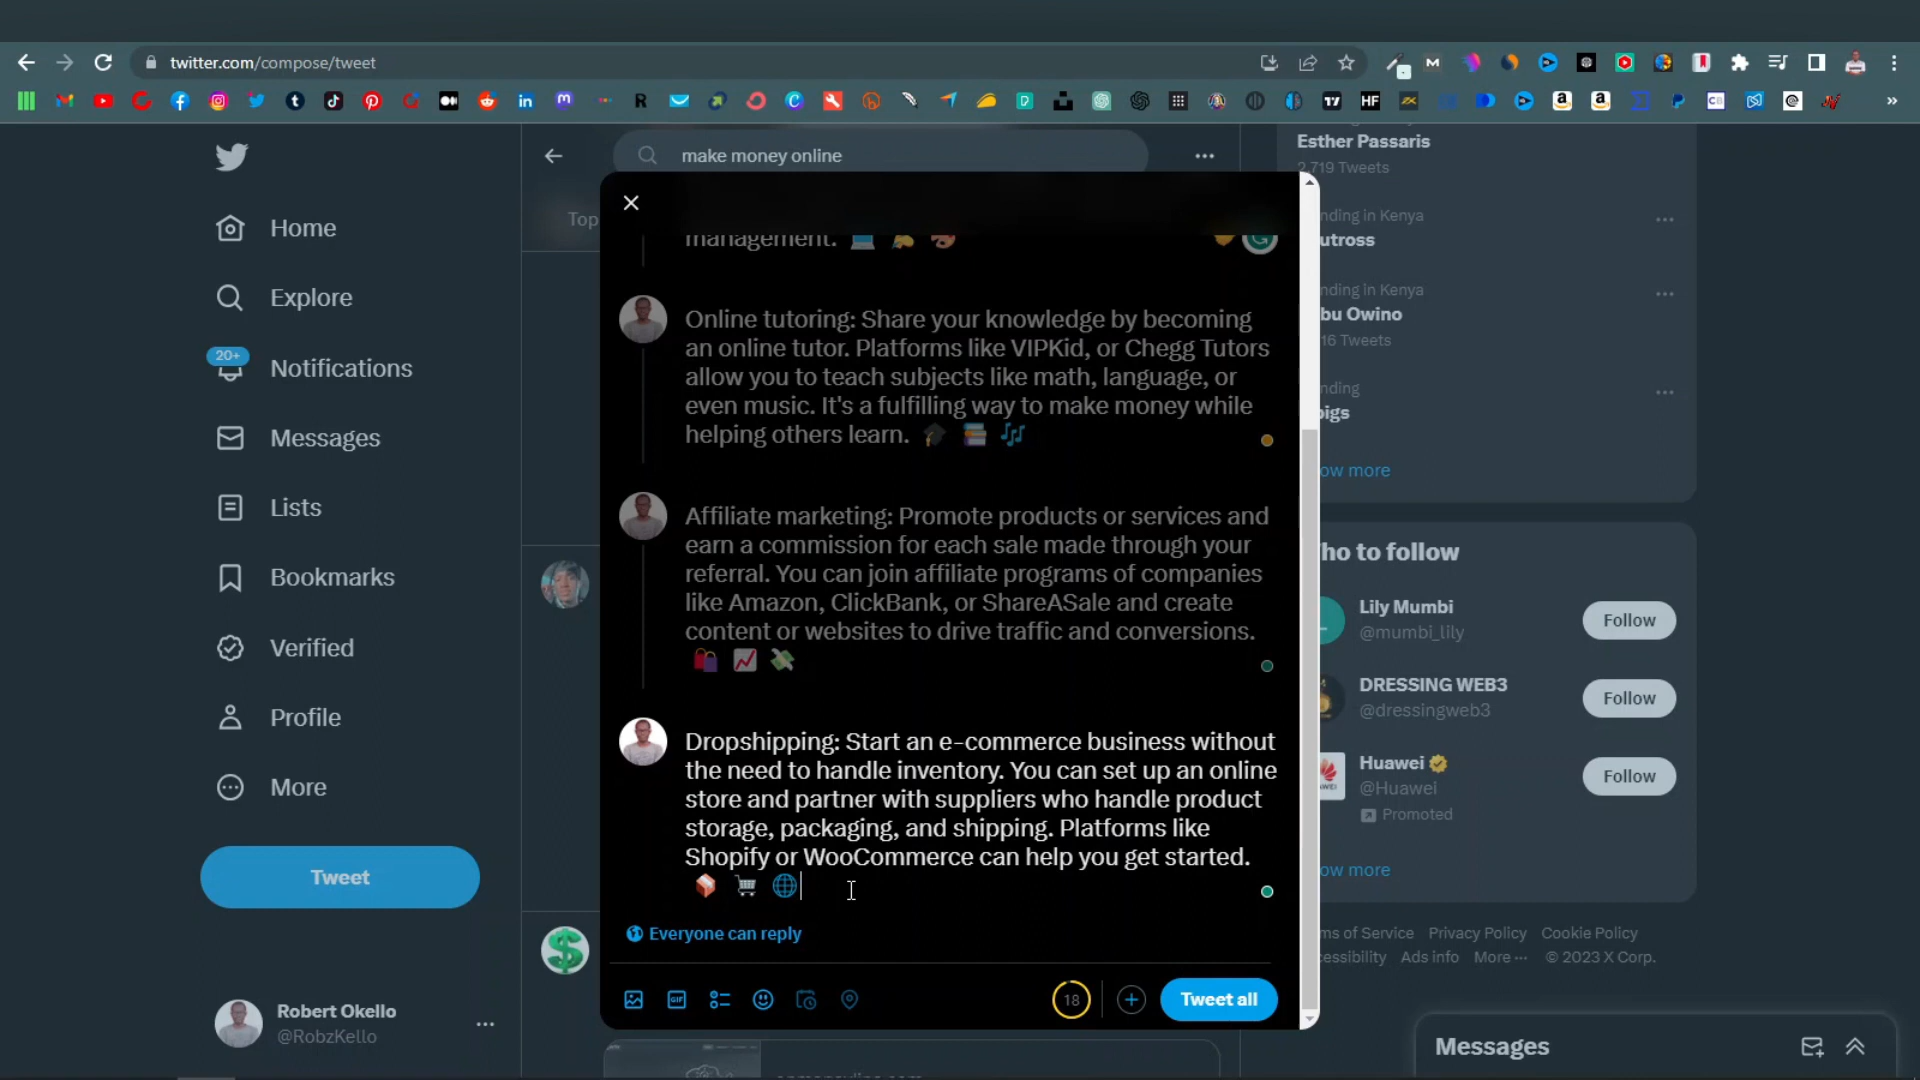 twitter.com/compose/tweet
make money online
Home
Explore
20+
Notifications
Messages
Lists
Bookmarks
Verified
Profile
More
Tweet
Robert Okello
@RobzKello
Top
management.
Online tutoring: Share your knowledge by becoming
an online tutor. Platforms like VIPKid, or Chegg Tutors
allow you to teach subjects like math, language, or
even music. It's a fulfilling way to make money while
helping others learn.
Affiliate marketing: Promote products or services and
earn a commission for each sale made through your
referral. You can join affiliate programs of companies
like Amazon, ClickBank, or ShareASale and create
content or websites to drive traffic and conversions.
Dropshipping: Start an e-commerce business without
the need to handle inventory. You can set up an online
store and partner with suppliers who handle product
storage, packaging, and shipping. Platforms like
Shopify or WooCommerce can help you get started.
Everyone can reply
GIF
18
Tweet all
Esther Passaris
2,719 Tweets
nding in Kenya
utross
nding in Kenya
bu Owino
16 Tweets
nding
oigs
ow more
ho to follow
Lily Mumbi
@mumbi_lily
Follow
DRESSING WEB3
@dressingweb3
Follow
Huawei
@Huawei
Promoted
Follow
ow more
ms of Service Privacy Policy Cookie Policy
cessibility Ads info More ··· © 2023 X Corp.
Messages